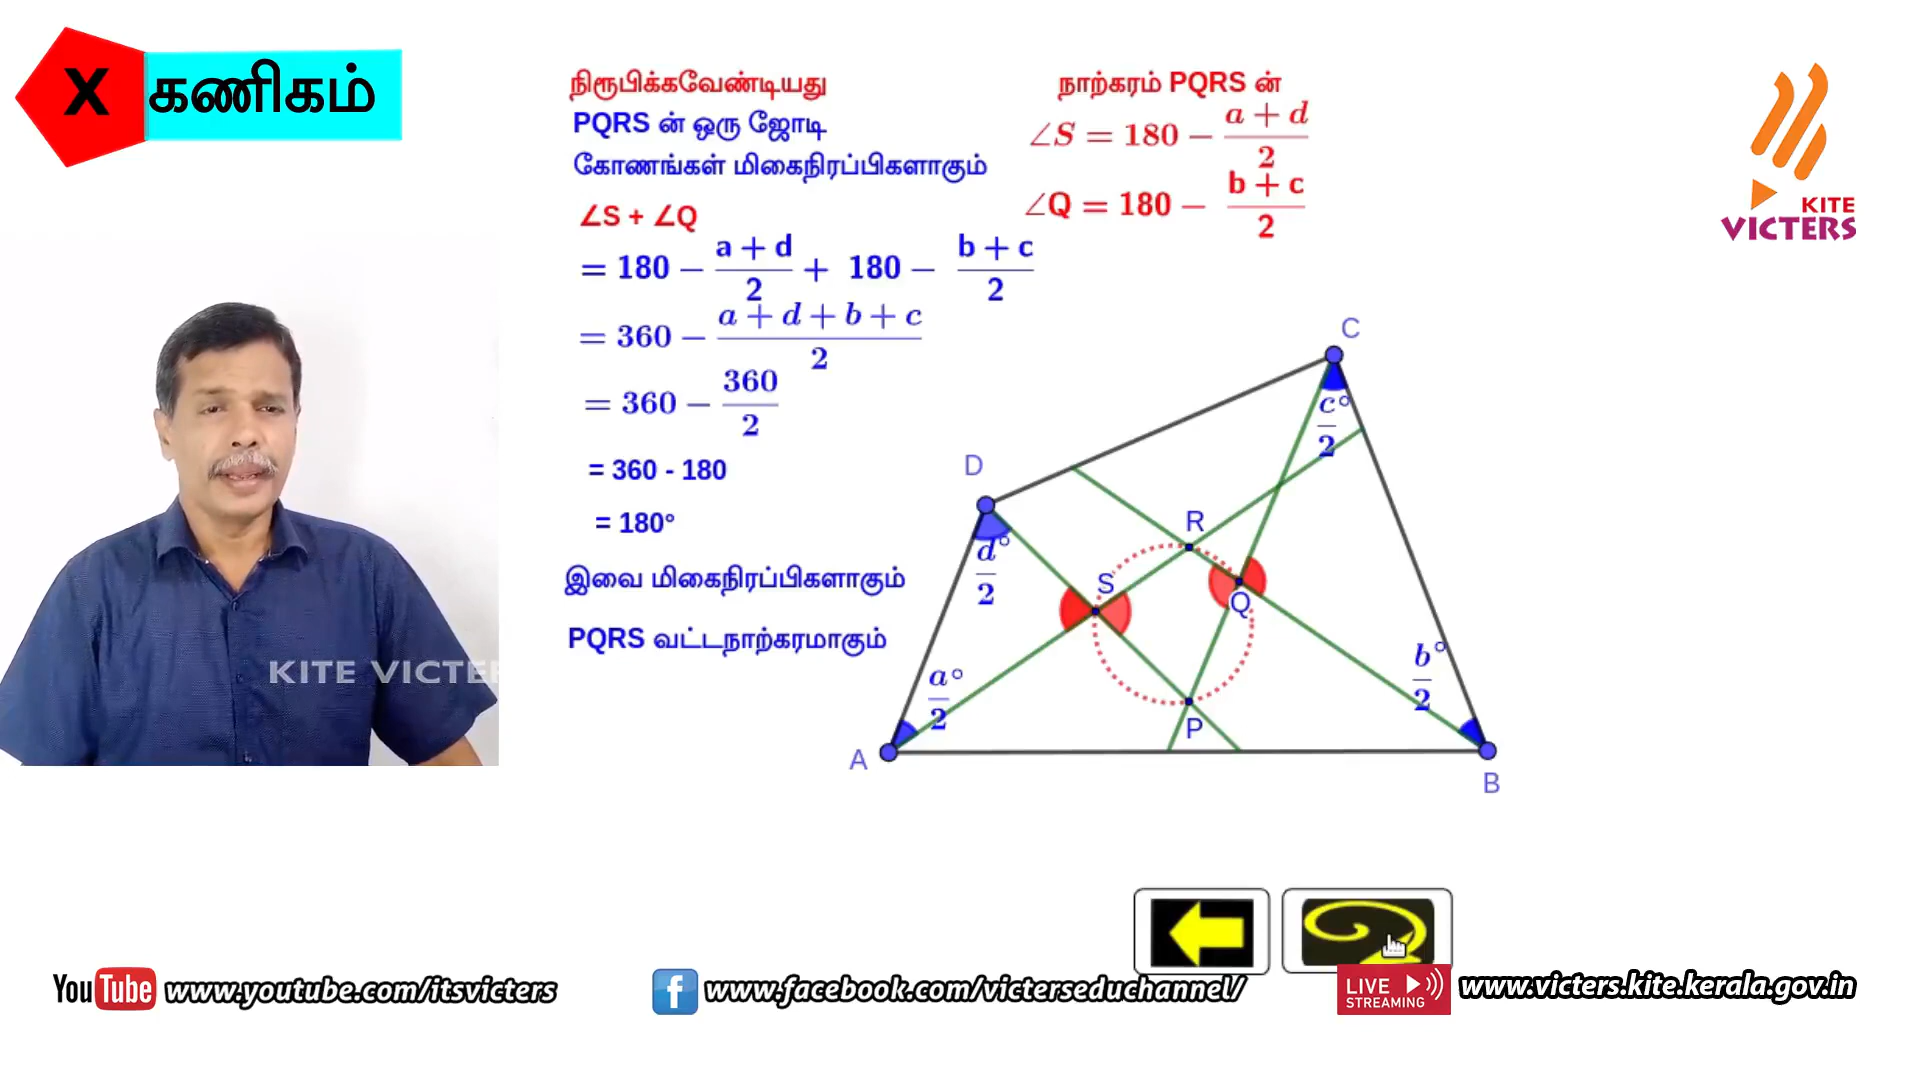 X கணிகம்
நிரூபிக்கவேண்டியது
PQRS ன் ஒரு ஜோடி
கோணங்கள் மிகைநிரப்பிகளாகும்
∠S + ∠Q
= 180 − (a + d)/2 + 180 − (b + c)/2
= 360 − (a + d + b + c)/2
= 360 − 360/2
= 360 - 180
= 180°
இவை மிகைநிரப்பிகளாகும்
PQRS வட்டநாற்கரமாகும்
நாற்கரம் PQRS ன்
∠S = 180 − (a + d)/2
∠Q = 180 − (b + c)/2
KITE
VICTERS
C
c°/2
D
d°/2
R
S
Q
b°/2
a°/2
P
A
B
KITE VICTE
YouTube www.youtube.com/itsvicters
f www.facebook.com/victerseduchannel/
LIVE STREAMING www.victers.kite.kerala.gov.in